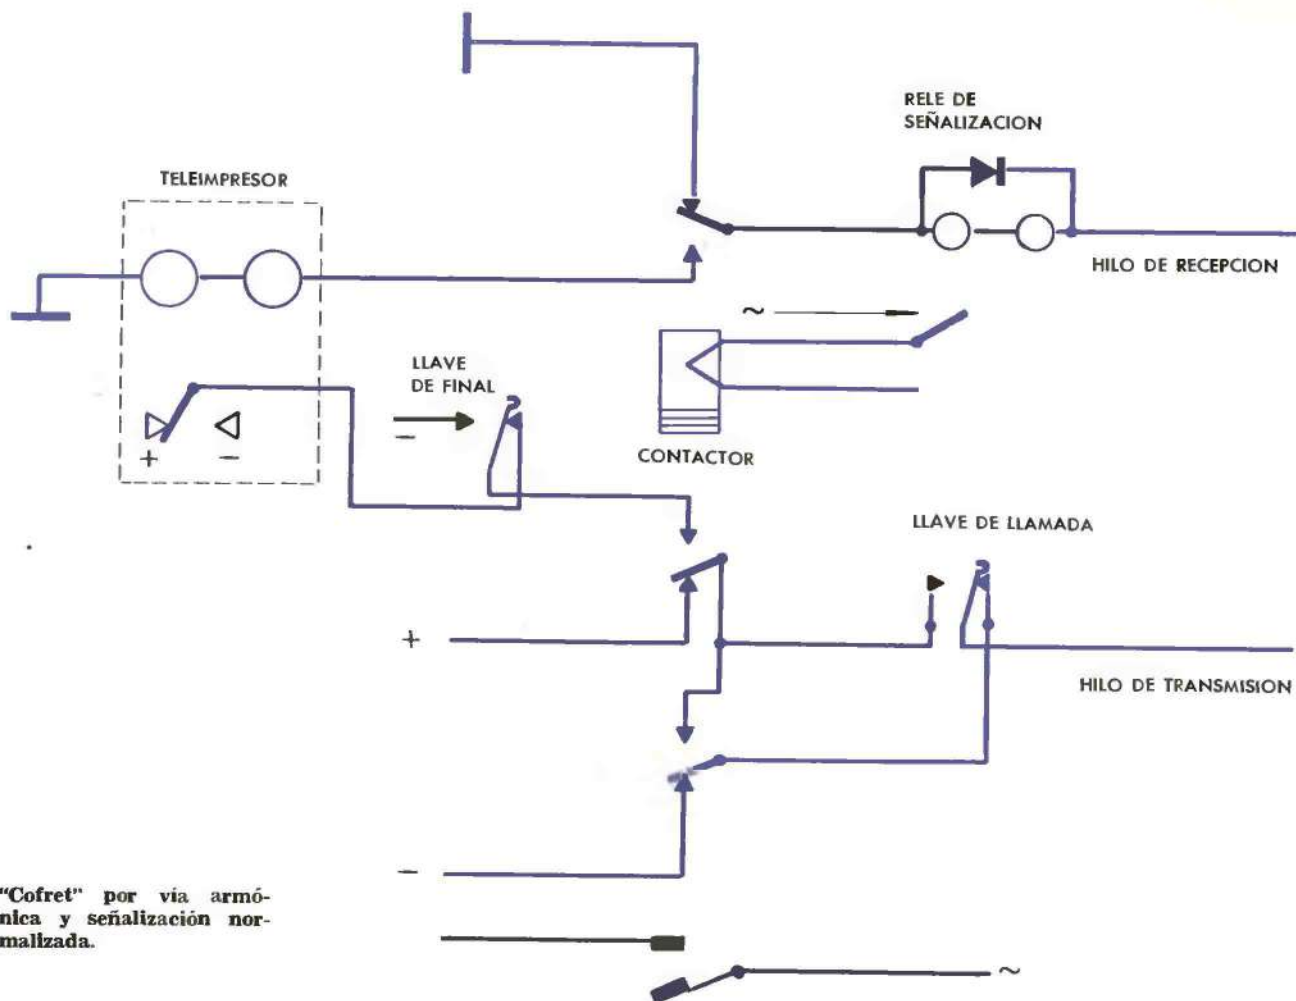 RELE DE
SEÑALIZACION
TELEIMPRESOR
HILO DE RECEPCION
~
LLAVE
DE FINAL
−
+ −
CONTACTOR
LLAVE DE LLAMADA
+
HILO DE TRANSMISION
−
"Cofret" por vía armó-
nica y señalización nor-
malizada.
~